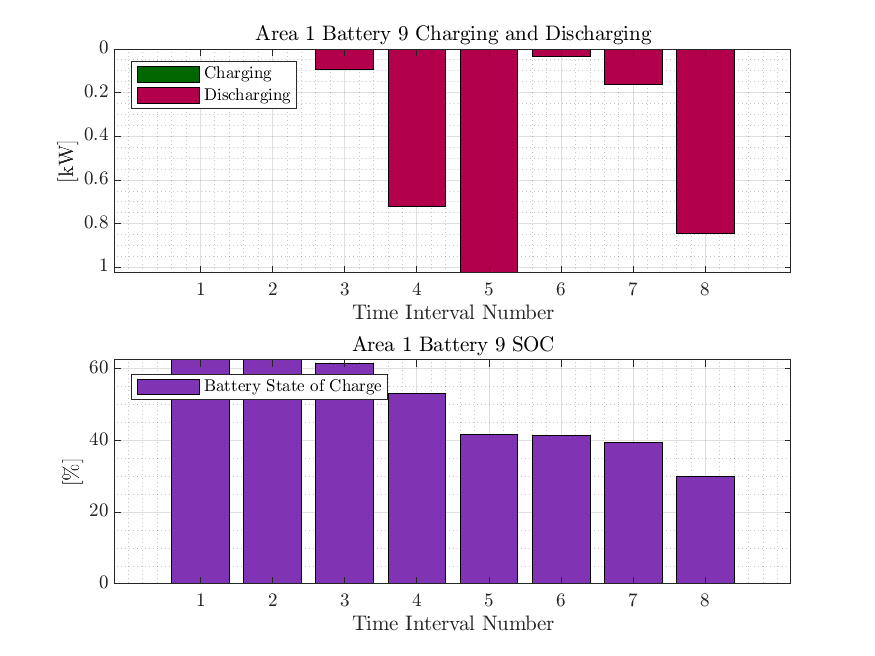 Area 1 Battery 9 Charging and Discharging
0
0.2
0.4
0.6
0.8
1
[kW]
Charging
Discharging
1 2 3 4 5 6 7 8
Time Interval Number
Area 1 Battery 9 SOC
60
40
20
0
[%]
Battery State of Charge
1 2 3 4 5 6 7 8
Time Interval Number